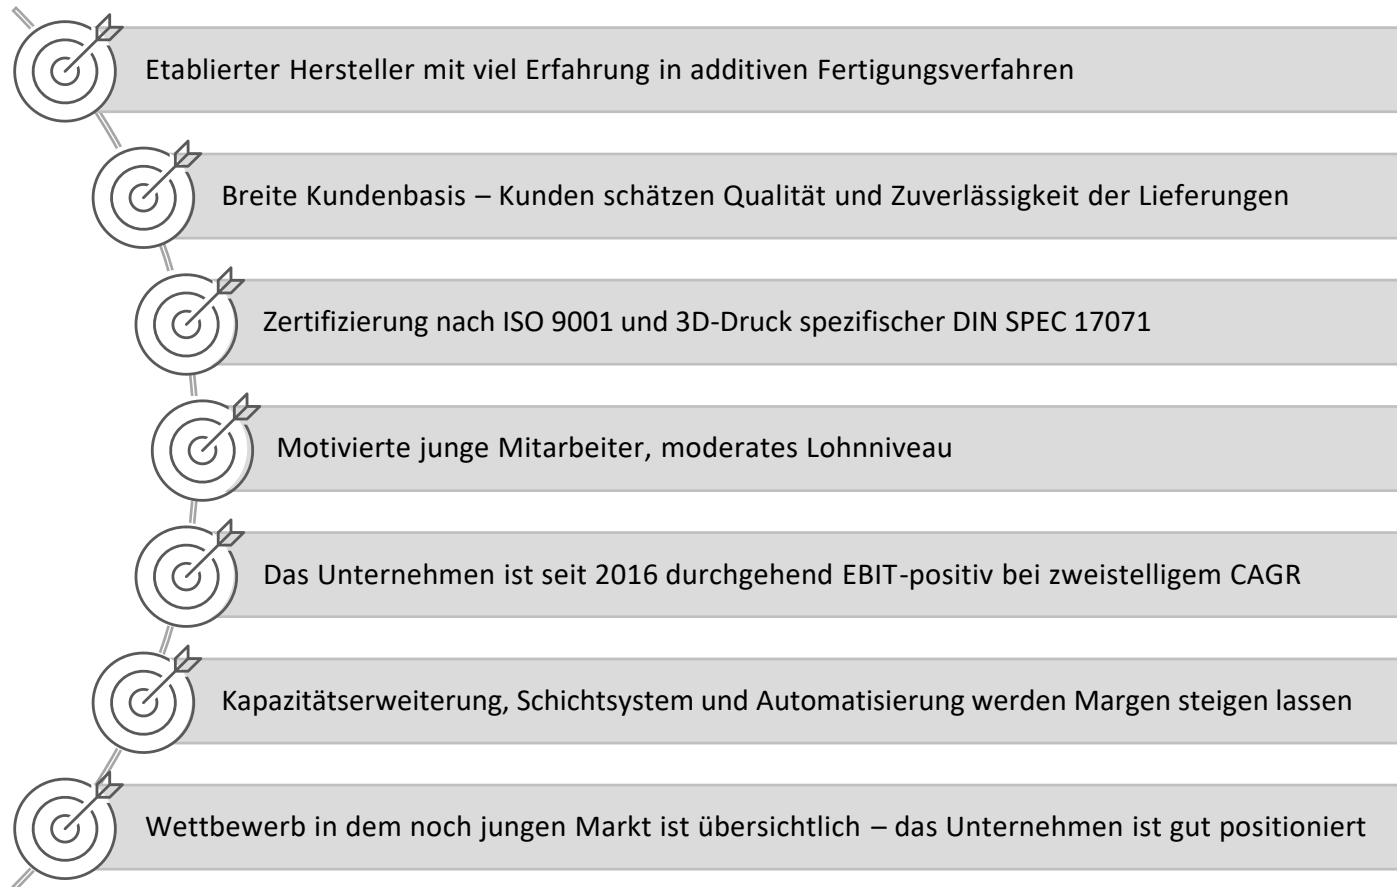 Etablierter Hersteller mit viel Erfahrung in additiven Fertigungsverfahren
Breite Kundenbasis – Kunden schätzen Qualität und Zuverlässigkeit der Lieferungen
Zertifizierung nach ISO 9001 und 3D-Druck spezifischer DIN SPEC 17071
Motivierte junge Mitarbeiter, moderates Lohnniveau
Das Unternehmen ist seit 2016 durchgehend EBIT-positiv bei zweistelligem CAGR
Kapazitätserweiterung, Schichtsystem und Automatisierung werden Margen steigen lassen
Wettbewerb in dem noch jungen Markt ist übersichtlich – das Unternehmen ist gut positioniert